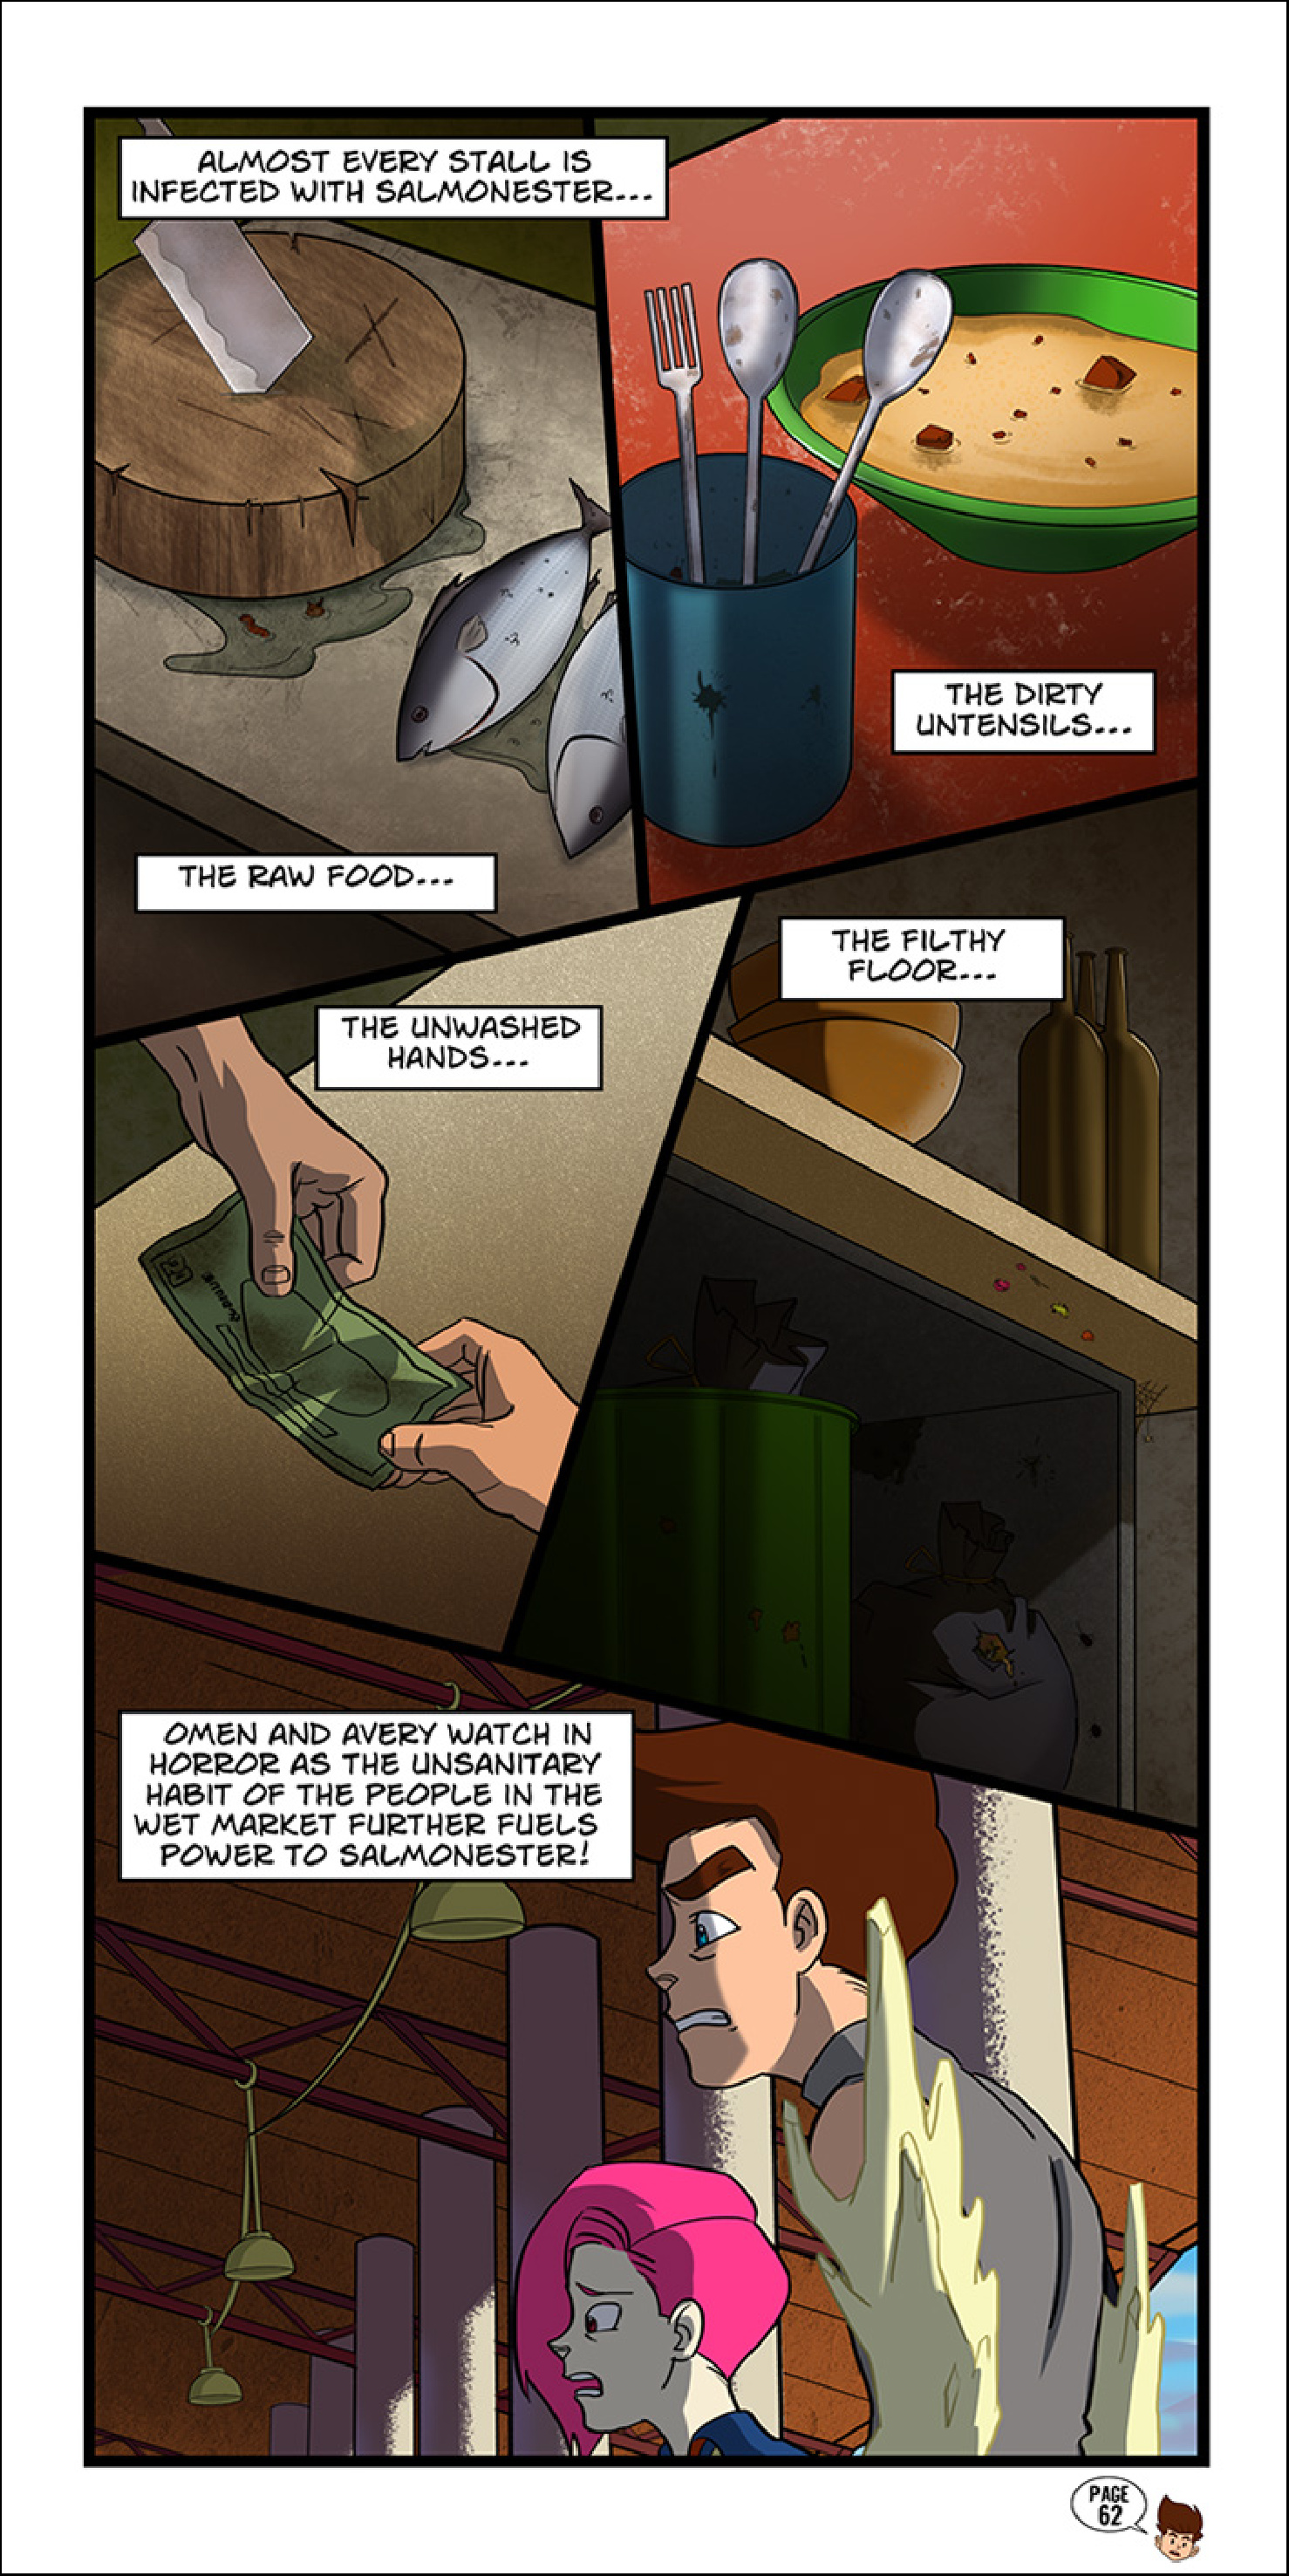 ALMOST EVERY STALL IS
INFECTED WITH SALMONESTER...
THE RAW FOOD...
THE DIRTY
UNTENSILS...
THE UNWASHED
HANDS...
THE FILTHY
FLOOR...
OMEN AND AVERY WATCH IN
HORROR AS THE UNSANITARY
HABIT OF THE PEOPLE IN THE
WET MARKET FURTHER FUELS
POWER TO SALMONESTER!
PAGE
62